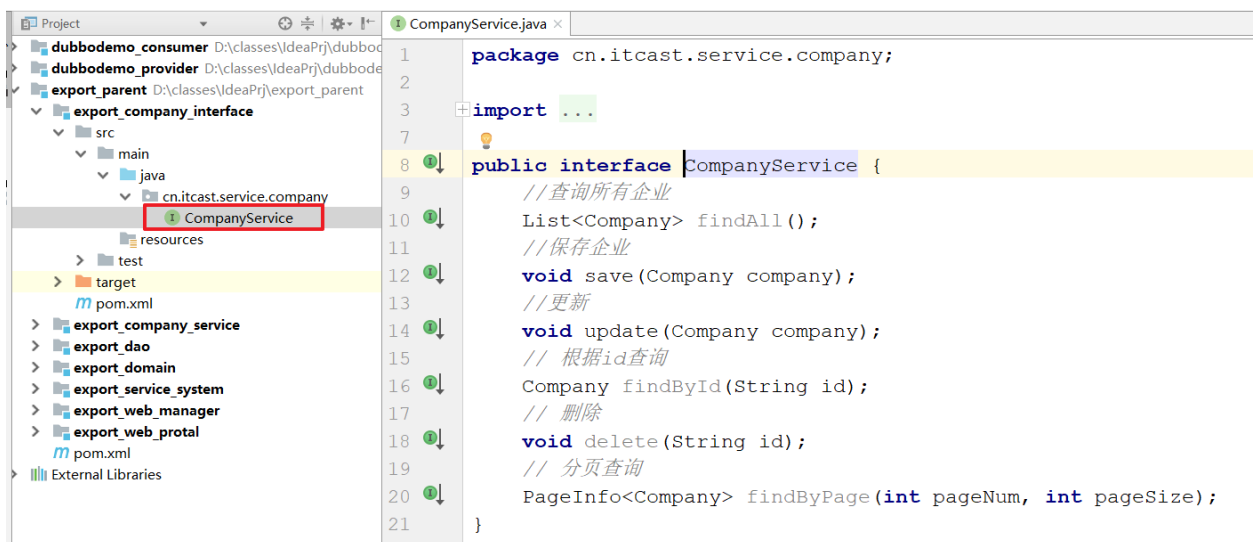 Project
CompanyService.java
dubbodemo_consumer D:\classes\IdeaPrj\dubboc
dubbodemo_provider D:\classes\IdeaPrj\dubbode
export_parent D:\classes\IdeaPrj\export_parent
export_company_interface
src
main
java
cn.itcast.service.company
CompanyService
resources
test
target
pom.xml
export_company_service
export_dao
export_domain
export_service_system
export_web_manager
export_web_protal
pom.xml
External Libraries
1 package cn.itcast.service.company;
2
3 import ...
7
8 public interface CompanyService {
9 //查询所有企业
10 List<Company> findAll();
11 //保存企业
12 void save(Company company);
13 //更新
14 void update(Company company);
15 // 根据id查询
16 Company findById(String id);
17 // 删除
18 void delete(String id);
19 // 分页查询
20 PageInfo<Company> findByPage(int pageNum, int pageSize);
21 }